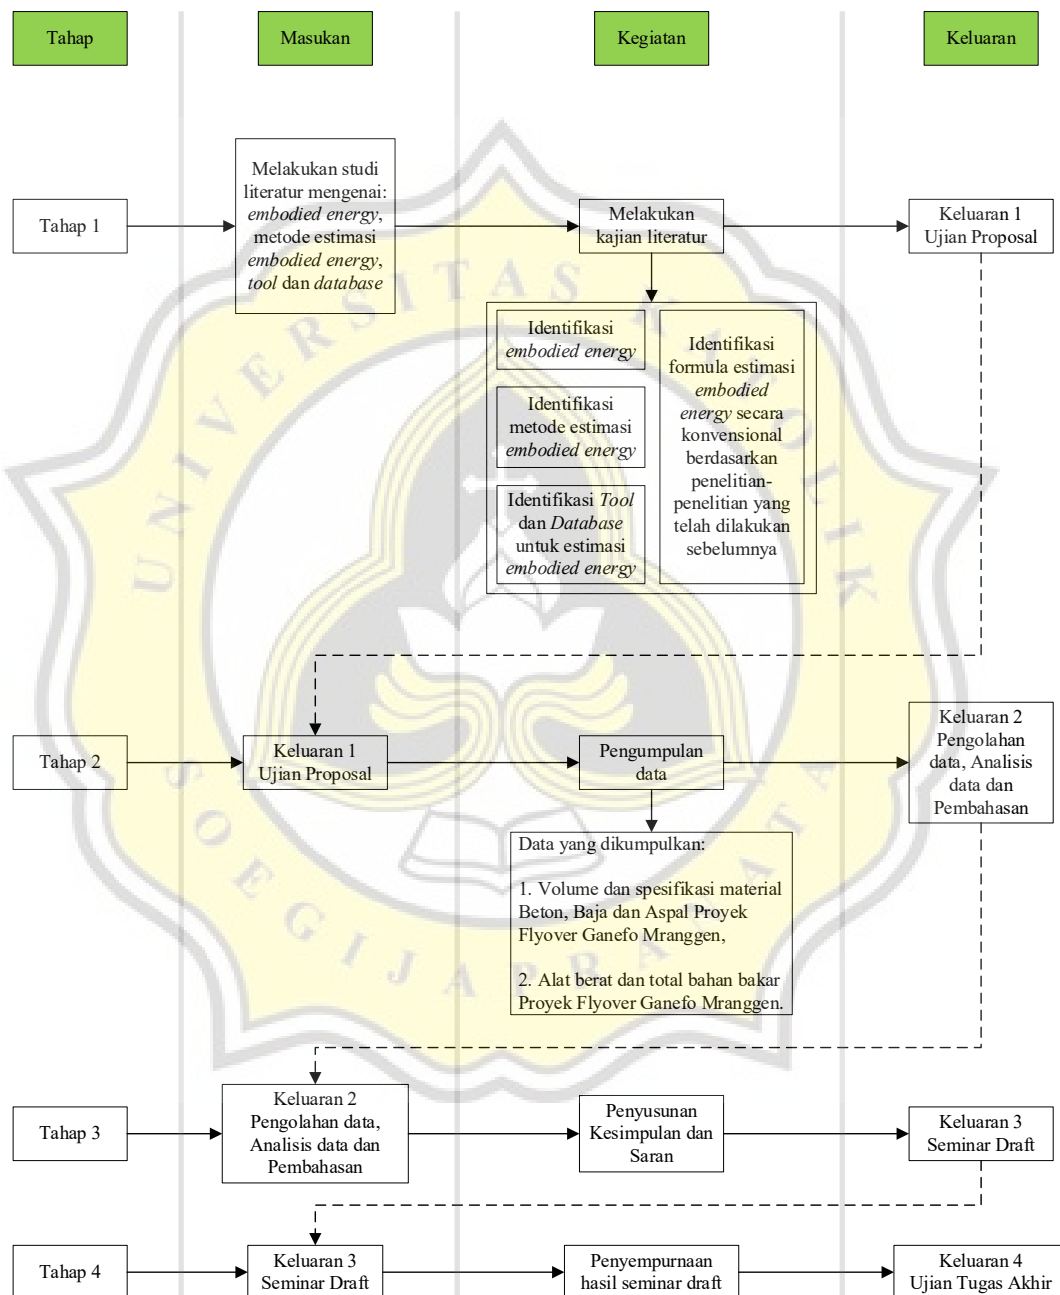 Tahap
Masukan
Kegiatan
Keluaran
Tahap 1
Melakukan studi
literatur mengenai:
embodied energy,
metode estimasi
embodied energy,
tool dan database
Melakukan
kajian literatur
Keluaran 1
Ujian Proposal
Identifikasi
embodied energy
Identifikasi
metode estimasi
embodied energy
Identifikasi Tool
dan Database
untuk estimasi
embodied energy
Identifikasi
formula estimasi
embodied
energy secara
konvensional
berdasarkan
penelitian-
penelitian yang
telah dilakukan
sebelumnya
Tahap 2
Keluaran 1
Ujian Proposal
Pengumpulan
data
Keluaran 2
Pengolahan
data, Analisis
data dan
Pembahasan
Data yang dikumpulkan:
1. Volume dan spesifikasi material
Beton, Baja dan Aspal Proyek
Flyover Ganefo Mranggen,
2. Alat berat dan total bahan bakar
Proyek Flyover Ganefo Mranggen.
Tahap 3
Keluaran 2
Pengolahan data,
Analisis data dan
Pembahasan
Penyusunan
Kesimpulan dan
Saran
Keluaran 3
Seminar Draft
Tahap 4
Keluaran 3
Seminar Draft
Penyempurnaan
hasil seminar draft
Keluaran 4
Ujian Tugas Akhir
UNIVERSITAS KATOLIK
SOEGIJAPRANATA